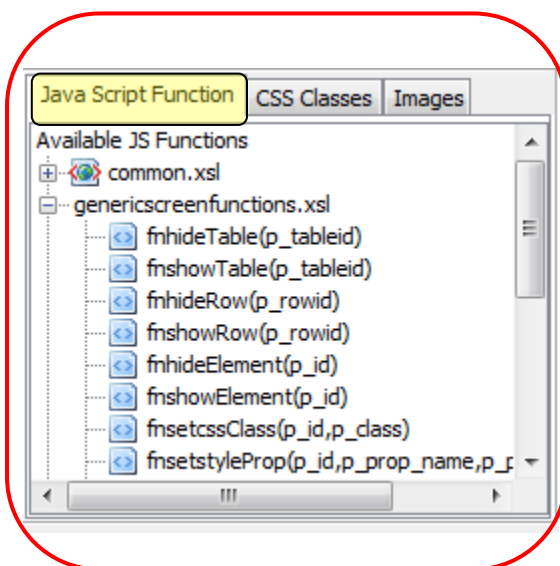 Java Script Function CSS Classes Images
Available JS Functions
common.xsl
genericscreenfunctions.xsl
fnhideTable(p_tableid)
fnshowTable(p_tableid)
fnhideRow(p_rowid)
fnshowRow(p_rowid)
fnhideElement(p_id)
fnshowElement(p_id)
fnsetcssClass(p_id,p_class)
fnsetstyleProp(p_id,p_prop_name,p_p